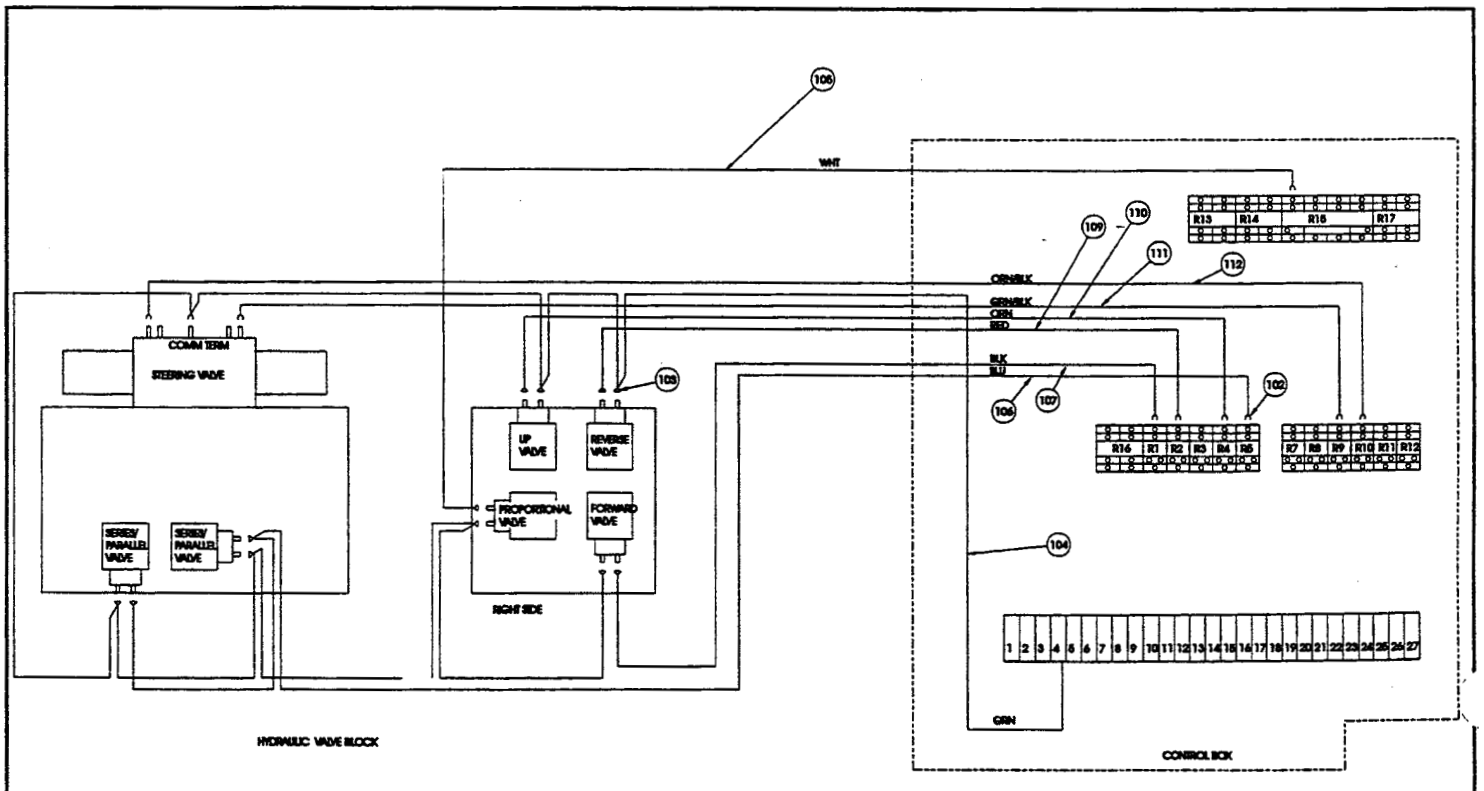 105
WHT
R13 R14 R15 R17
109
110
111
112
ORN/BLK
GRN/BLK
ORN
RED
COMM TERM
STEERING VALVE
BLK
BLU
103
106
107
102
UP VALVE
REVERSE VALVE
R16 R1 R2 R3 R4 R5
R7 R8 R9 R10 R11 R12
PROPORTIONAL VALVE
FORWARD VALVE
SERIES/ PARALLEL VALVE
SERIES/ PARALLEL VALVE
104
RIGHT SIDE
1 2 3 4 5 6 7 8 9 10 11 12 13 14 15 16 17 18 19 20 21 22 23 24 25 26 27
GRN
HYDRAULIC VALVE BLOCK
CONTROL BOX